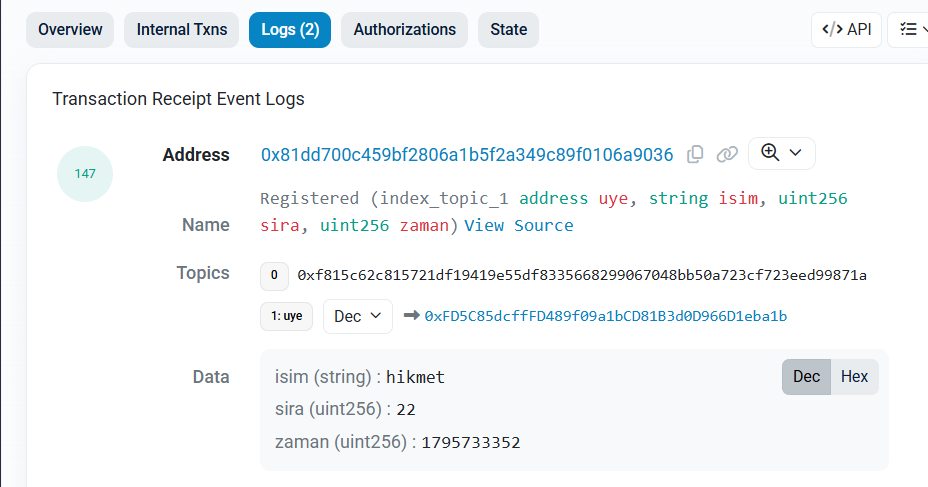 Overview Internal Txns Logs (2) Authorizations State </> API
Transaction Receipt Event Logs
147
Address 0x81dd700c459bf2806a1b5f2a349c89f0106a9036
Name Registered (index_topic_1 address uye, string isim, uint256
sira, uint256 zaman) View Source
Topics 0 0xf815c62c815721df19419e55df8335668299067048bb50a723cf723eed99871a
1: uye Dec 0xFD5C85dcffFD489f09a1bCD81B3d0D966D1eba1b
Data isim (string) : hikmet Dec Hex
sira (uint256) : 22
zaman (uint256) : 1795733352